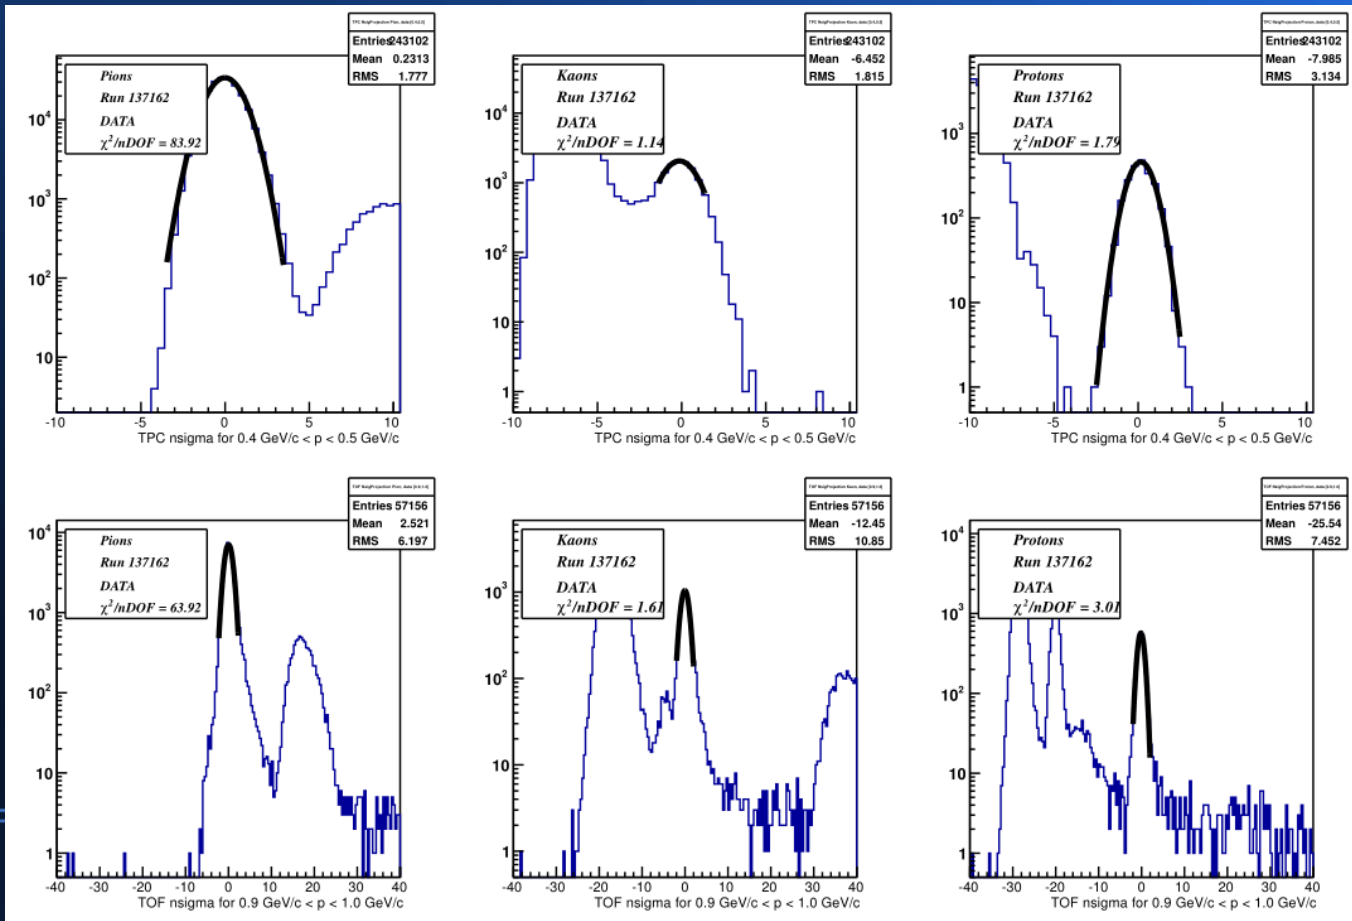 TPC NsigProjection Pion, data [0.4,0.5]
Entries 243102
Mean 0.2313
RMS 1.777
Pions
Run 137162
DATA
χ²/nDOF = 83.92
10⁴
10³
10²
10
-10 -5 0 5 10
TPC nsigma for 0.4 GeV/c < p < 0.5 GeV/c
Entries 243102
Mean -6.452
RMS 1.815
Kaons
Run 137162
DATA
χ²/nDOF = 1.14
10⁴
10³
10²
10
1
-10 -5 0 5 10
TPC nsigma for 0.4 GeV/c < p < 0.5 GeV/c
Entries 243102
Mean -7.985
RMS 3.134
Protons
Run 137162
DATA
χ²/nDOF = 1.79
10³
10²
10
1
-10 -5 0 5 10
TPC nsigma for 0.4 GeV/c < p < 0.5 GeV/c
Entries 57156
Mean 2.521
RMS 6.197
Pions
Run 137162
DATA
χ²/nDOF = 63.92
10⁴
10³
10²
10
1
-40 -30 -20 -10 0 10 20 30 40
TOF nsigma for 0.9 GeV/c < p < 1.0 GeV/c
Entries 57156
Mean -12.45
RMS 10.85
Kaons
Run 137162
DATA
χ²/nDOF = 1.61
10³
10²
10
1
-40 -30 -20 -10 0 10 20 30 40
TOF nsigma for 0.9 GeV/c < p < 1.0 GeV/c
Entries 57156
Mean -25.54
RMS 7.452
Protons
Run 137162
DATA
χ²/nDOF = 3.01
10⁴
10³
10²
10
1
-40 -30 -20 -10 0 10 20 30 40
TOF nsigma for 0.9 GeV/c < p < 1.0 GeV/c